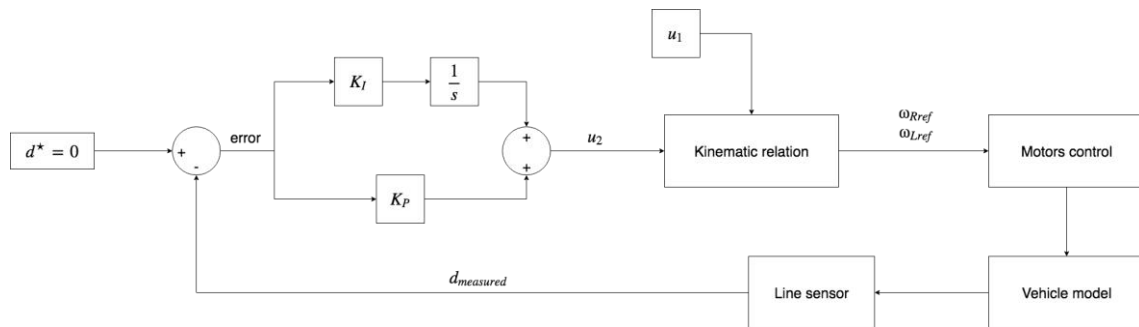 u₁
K_I
1
s
d⋆ = 0
+
-
error
+
+
u₂
Kinematic relation
ω_Rref
ω_Lref
Motors control
K_P
d_measured
Line sensor
Vehicle model